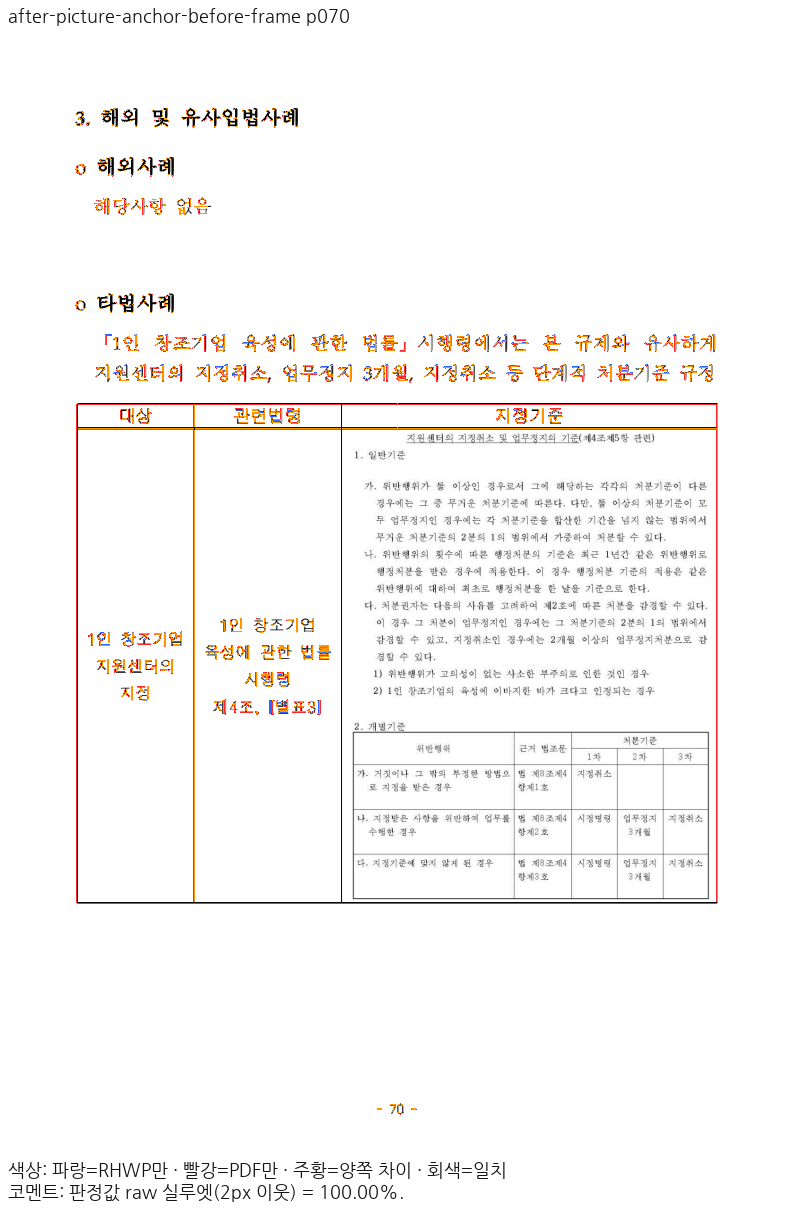 after-picture-anchor-before-frame p070
3. 해외 및 유사입법사례
o 해외사례
해당사항 없음
o 타법사례
「1인 창조기업 육성에 관한 법률」시행령에서는 본 규제와 유사하게
지원센터의 지정취소, 업무정지 3개월, 지정취소 등 단계적 처분기준 규정
대상 관련법령 지정기준
1인 창조기업
지원센터의
지정
1인 창조기업
육성에 관한 법률
시행령
제4조, [별표3]
지원센터의 지정취소 및 업무정지의 기준(제4조제5항 관련)
1. 일반기준
가. 위반행위가 둘 이상인 경우로서 그에 해당하는 각각의 처분기준이 다른
경우에는 그 중 무거운 처분기준에 따른다. 다만, 둘 이상의 처분기준이 모
두 업무정지인 경우에는 각 처분기준을 합산한 기간을 넘지 않는 범위에서
무거운 처분기준의 2분의 1의 범위에서 가중하여 처분할 수 있다.
나. 위반행위의 횟수에 따른 행정처분의 기준은 최근 1년간 같은 위반행위로
행정처분을 받은 경우에 적용한다. 이 경우 행정처분 기준의 적용은 같은
위반행위에 대하여 최초로 행정처분을 한 날을 기준으로 한다.
다. 처분권자는 다음의 사유를 고려하여 제2호에 따른 처분을 감경할 수 있다.
이 경우 그 처분이 업무정지인 경우에는 그 처분기준의 2분의 1의 범위에서
감경할 수 있고, 지정취소인 경우에는 2개월 이상의 업무정지처분으로 감
경할 수 있다.
1) 위반행위가 고의성이 없는 사소한 부주의로 인한 것인 경우
2) 1인 창조기업의 육성에 이바지한 바가 크다고 인정되는 경우
2. 개별기준
위반행위 근거 법조문 처분기준
1차 2차 3차
가. 거짓이나 그 밖의 부정한 방법으 법 제8조제4 지정취소
로 지정을 받은 경우 항제1호
나. 지정받은 사항을 위반하여 업무를 법 제8조제4 시정명령 업무정지 지정취소
수행한 경우 항제2호 3개월
다. 지정기준에 맞지 않게 된 경우 법 제8조제4 시정명령 업무정지 지정취소
항제3호 3개월
- 70 -
색상: 파랑=RHWP만 · 빨강=PDF만 · 주황=양쪽 차이 · 회색=일치
코멘트: 판정값 raw 실루엣(2px 이웃) = 100.00%.